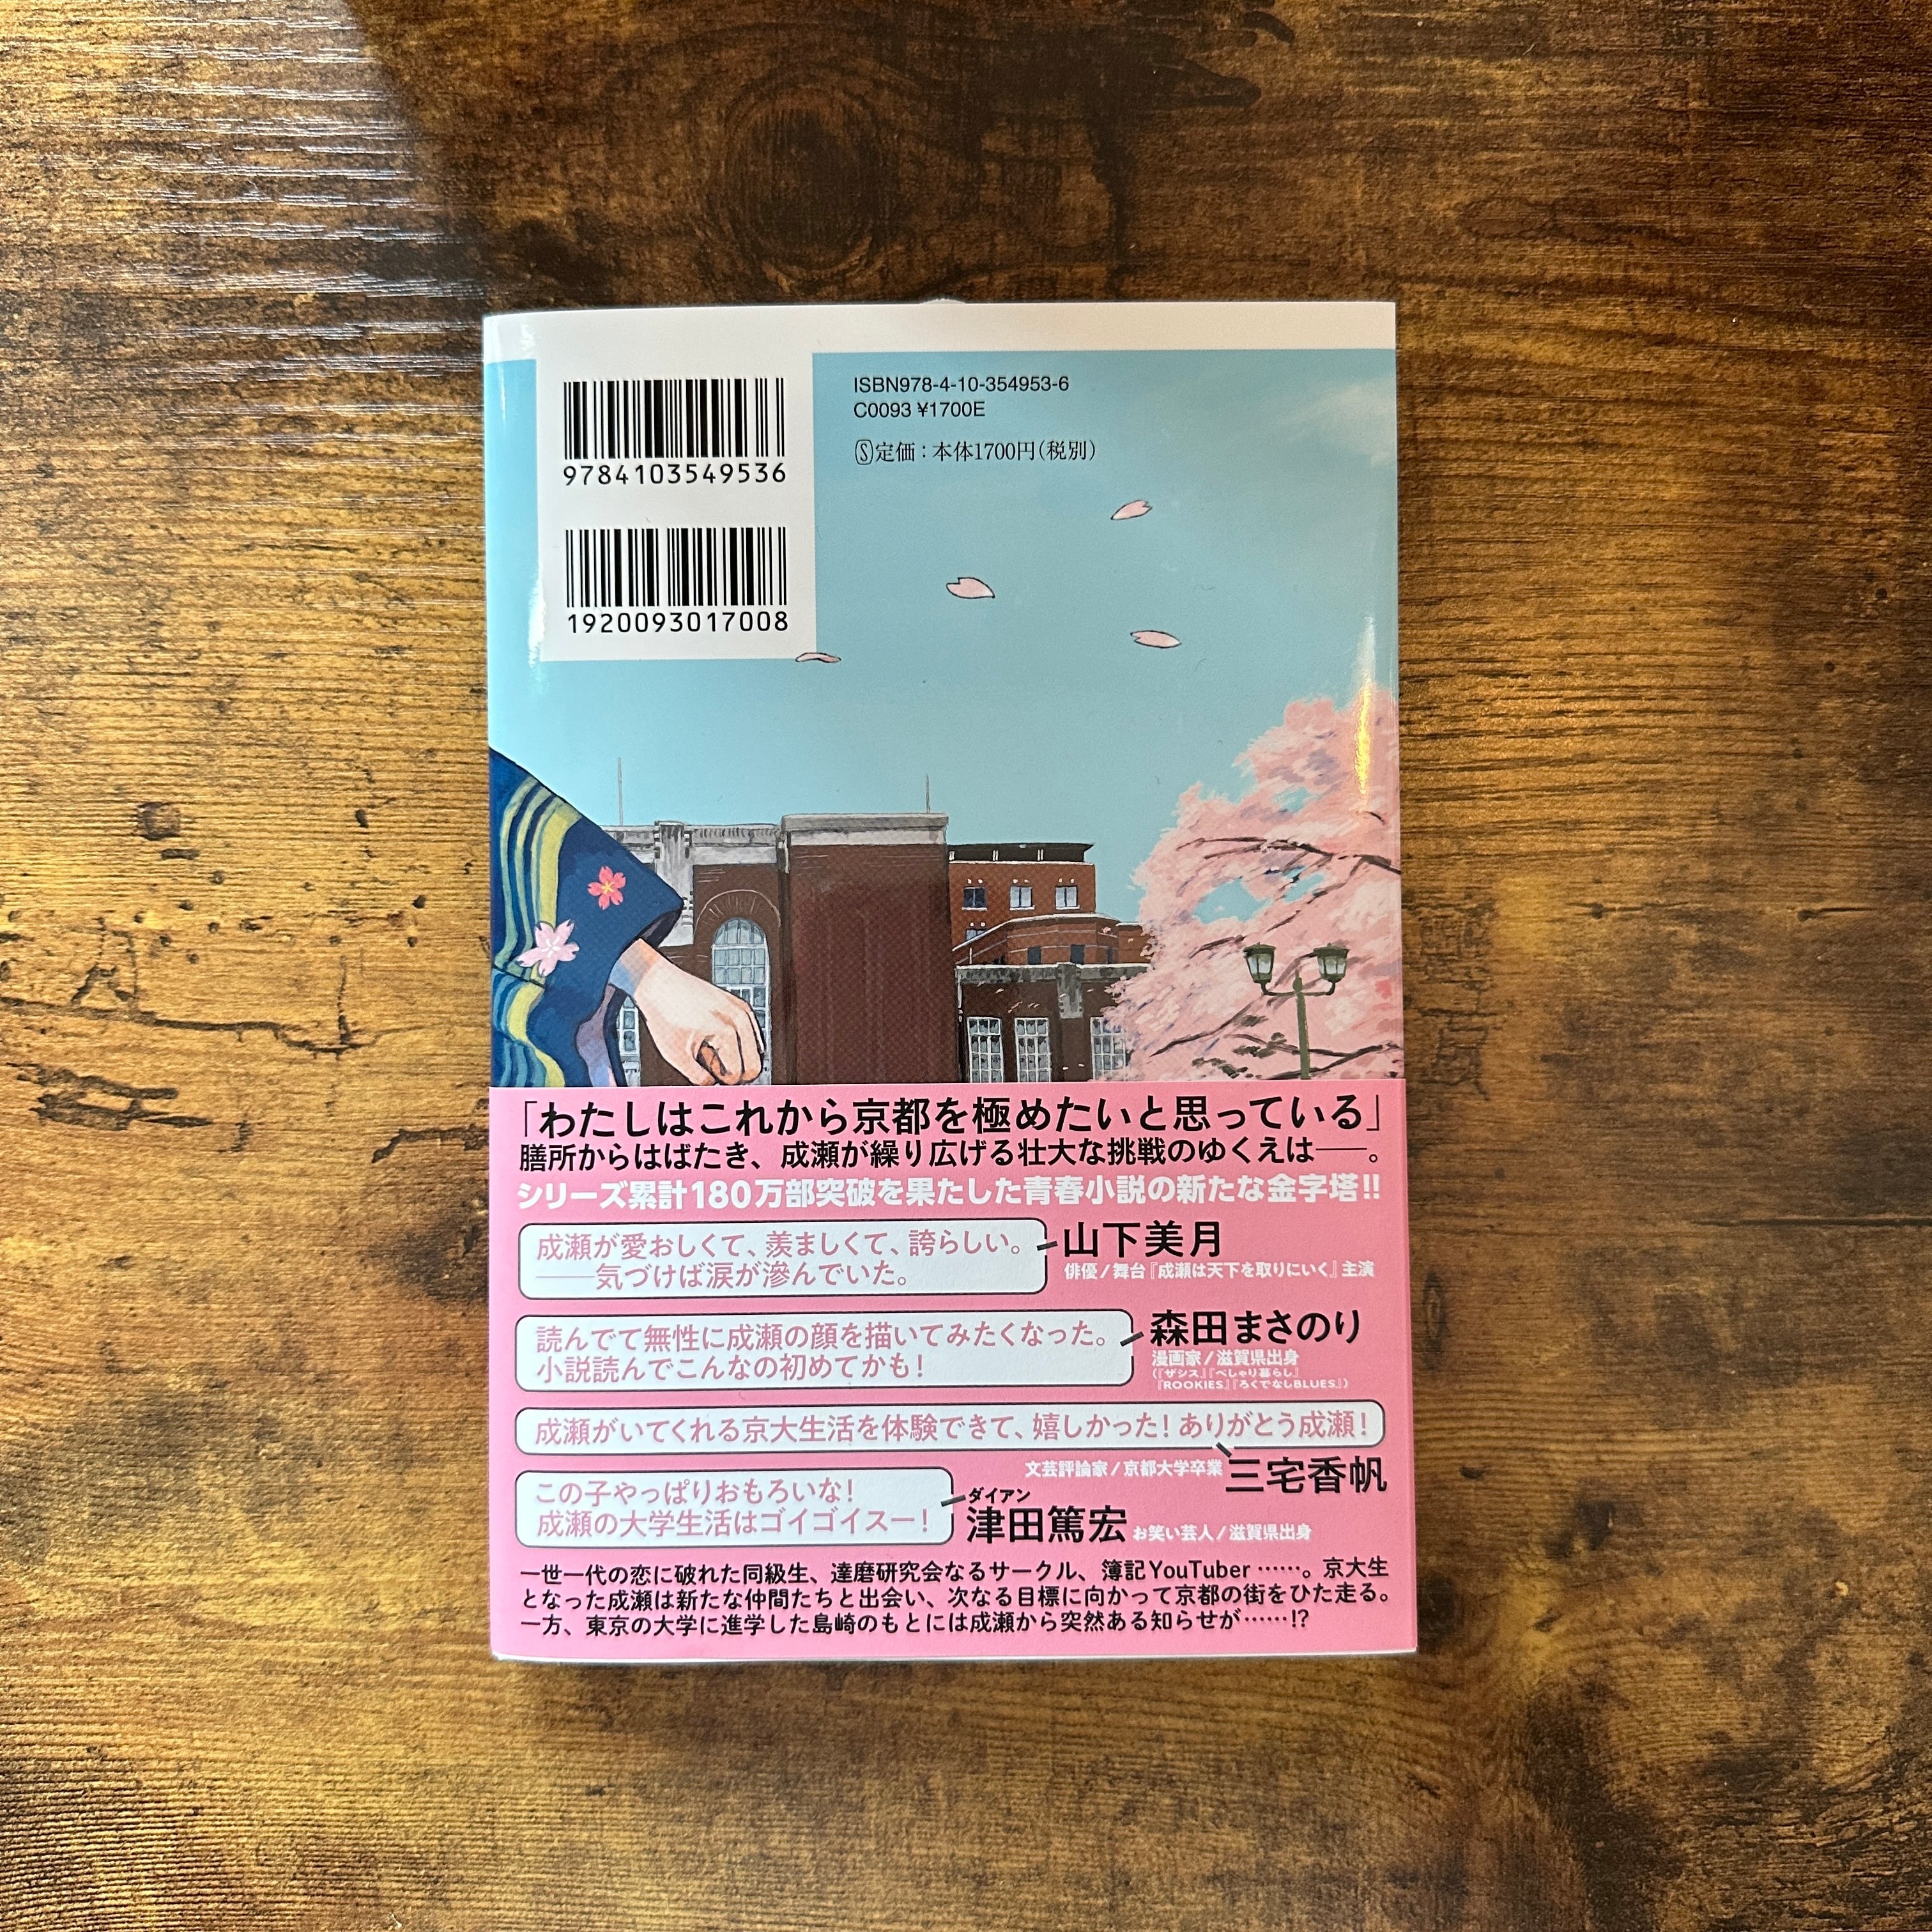 9784103549536
1920093017008
ISBN978-4-10-354953-6
C0093 ¥1700E
Ⓢ定価：本体1700円（税別）
「わたしはこれから京都を極めたいと思っている」
膳所からはばたき、成瀬が繰り広げる壮大な挑戦のゆくえは――。
シリーズ累計180万部突破を果たした青春小説の新たな金字塔!!
成瀬が愛おしくて、羨ましくて、誇らしい。
――気づけば涙が滲んでいた。
山下美月
俳優／舞台『成瀬は天下を取りにいく』主演
読んでて無性に成瀬の顔を描いてみたくなった。
小説読んでこんなの初めてかも！
森田まさのり
漫画家／滋賀県出身
（『ザシス』『べしゃり暮らし』
『ROOKIES』『ろくでなしBLUES』）
成瀬がいてくれる京大生活を体験できて、嬉しかった！ありがとう成瀬！
文芸評論家／京都大学卒業 三宅香帆
この子やっぱりおもろいな！
成瀬の大学生活はゴイゴイスー！
ダイアン
津田篤宏 お笑い芸人／滋賀県出身
一世一代の恋に破れた同級生、達磨研究会なるサークル、簿記YouTuber……。京大生
となった成瀬は新たな仲間たちと出会い、次なる目標に向かって京都の街をひた走る。
一方、東京の大学に進学した島崎のもとには成瀬から突然ある知らせが……!?